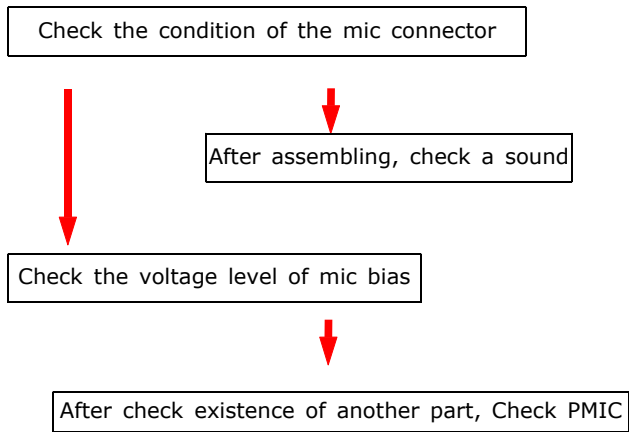 Check the condition of the mic connector
After assembling, check a sound
Check the voltage level of mic bias
After check existence of another part, Check PMIC